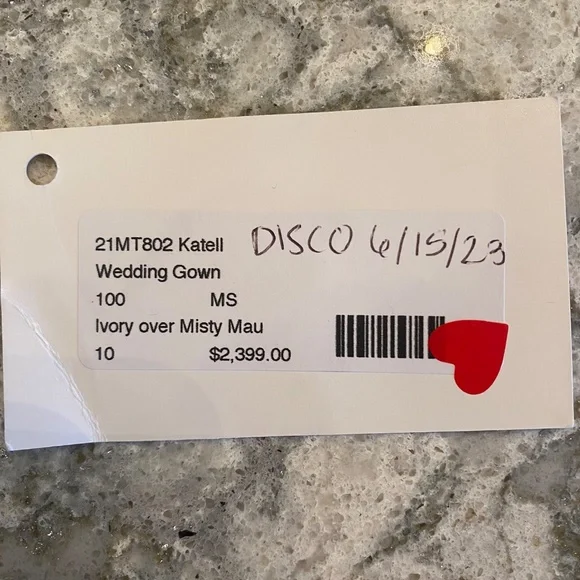 21MT802 Katell DISCO 6/15/23
Wedding Gown
100 MS
Ivory over Misty Mau
10 $2,399.00